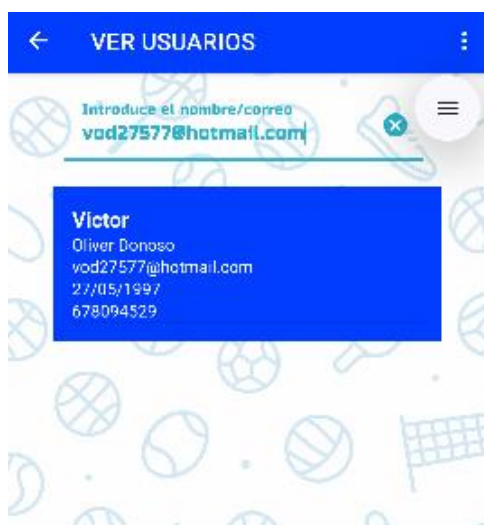 VER USUARIOS
Introduce el nombre/correo
vod27577@hotmail.com
Victor
Oliver Donoso
vod27577@hotmail.com
27/05/1997
678094529